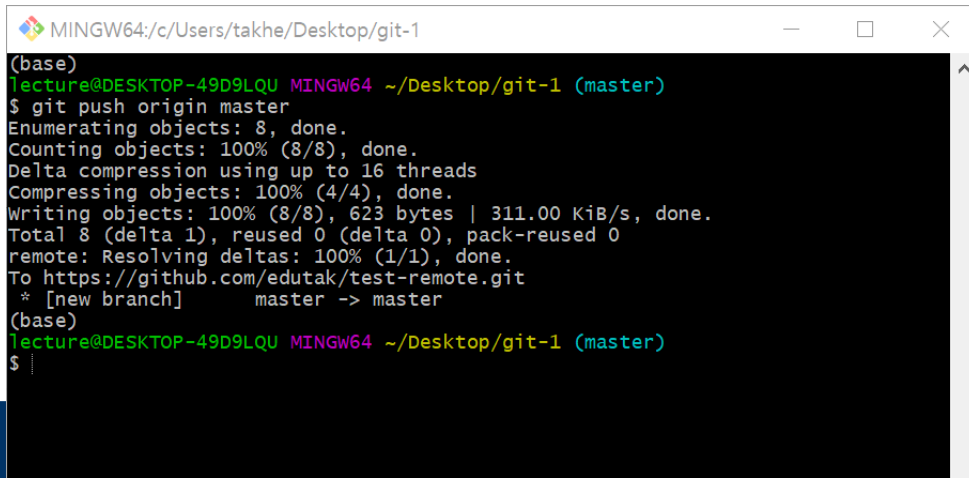 MINGW64:/c/Users/takhe/Desktop/git-1
(base)
lecture@DESKTOP-49D9LQU MINGW64 ~/Desktop/git-1 (master)
$ git push origin master
Enumerating objects: 8, done.
Counting objects: 100% (8/8), done.
Delta compression using up to 16 threads
Compressing objects: 100% (4/4), done.
Writing objects: 100% (8/8), 623 bytes | 311.00 KiB/s, done.
Total 8 (delta 1), reused 0 (delta 0), pack-reused 0
remote: Resolving deltas: 100% (1/1), done.
To https://github.com/edutak/test-remote.git
 * [new branch]      master -> master
(base)
lecture@DESKTOP-49D9LQU MINGW64 ~/Desktop/git-1 (master)
$